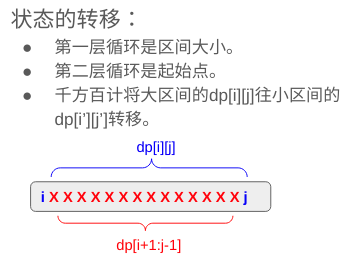 状态的转移：
● 第一层循环是区间大小。
● 第二层循环是起始点。
● 千方百计将大区间的dp[i][j]往小区间的
dp[i’][j’]转移。
dp[i][j]
i X X X X X X X X X X X X X X j
dp[i+1:j-1]